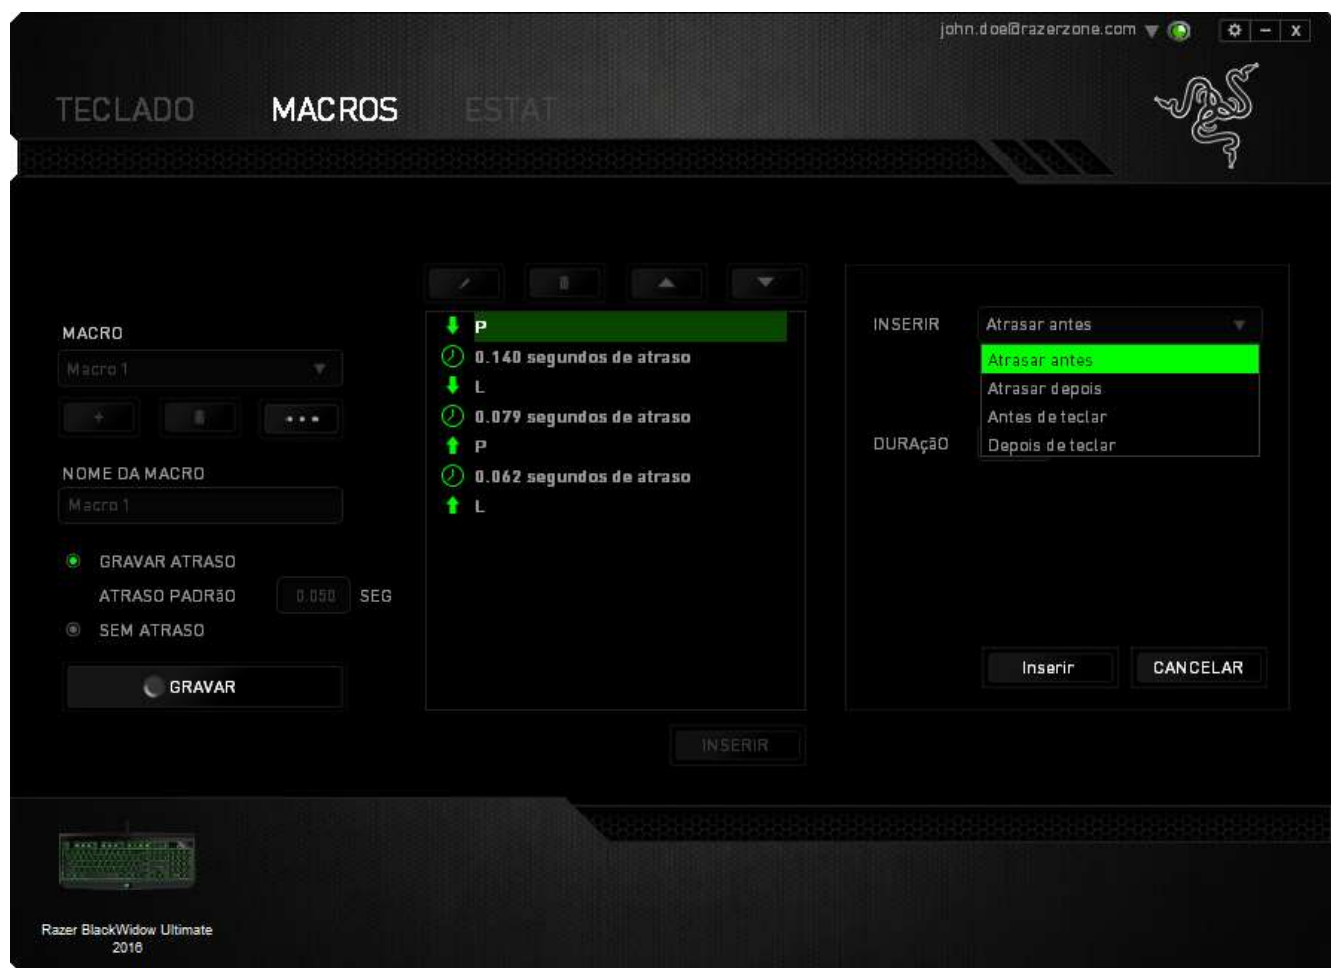 john.doe@razerzone.com
TECLADO MACROS ESTAT
MACRO
Macro 1
NOME DA MACRO
Macro 1
GRAVAR ATRASO
ATRASO PADRãO 0.050 SEG
SEM ATRASO
GRAVAR
P
0.140 segundos de atraso
L
0.079 segundos de atraso
P
0.062 segundos de atraso
L
INSERIR
INSERIR Atrasar antes
Atrasar antes
Atrasar depois
Antes de teclar
Depois de teclar
DURAçãO
Inserir CANCELAR
Razer BlackWidow Ultimate
2016